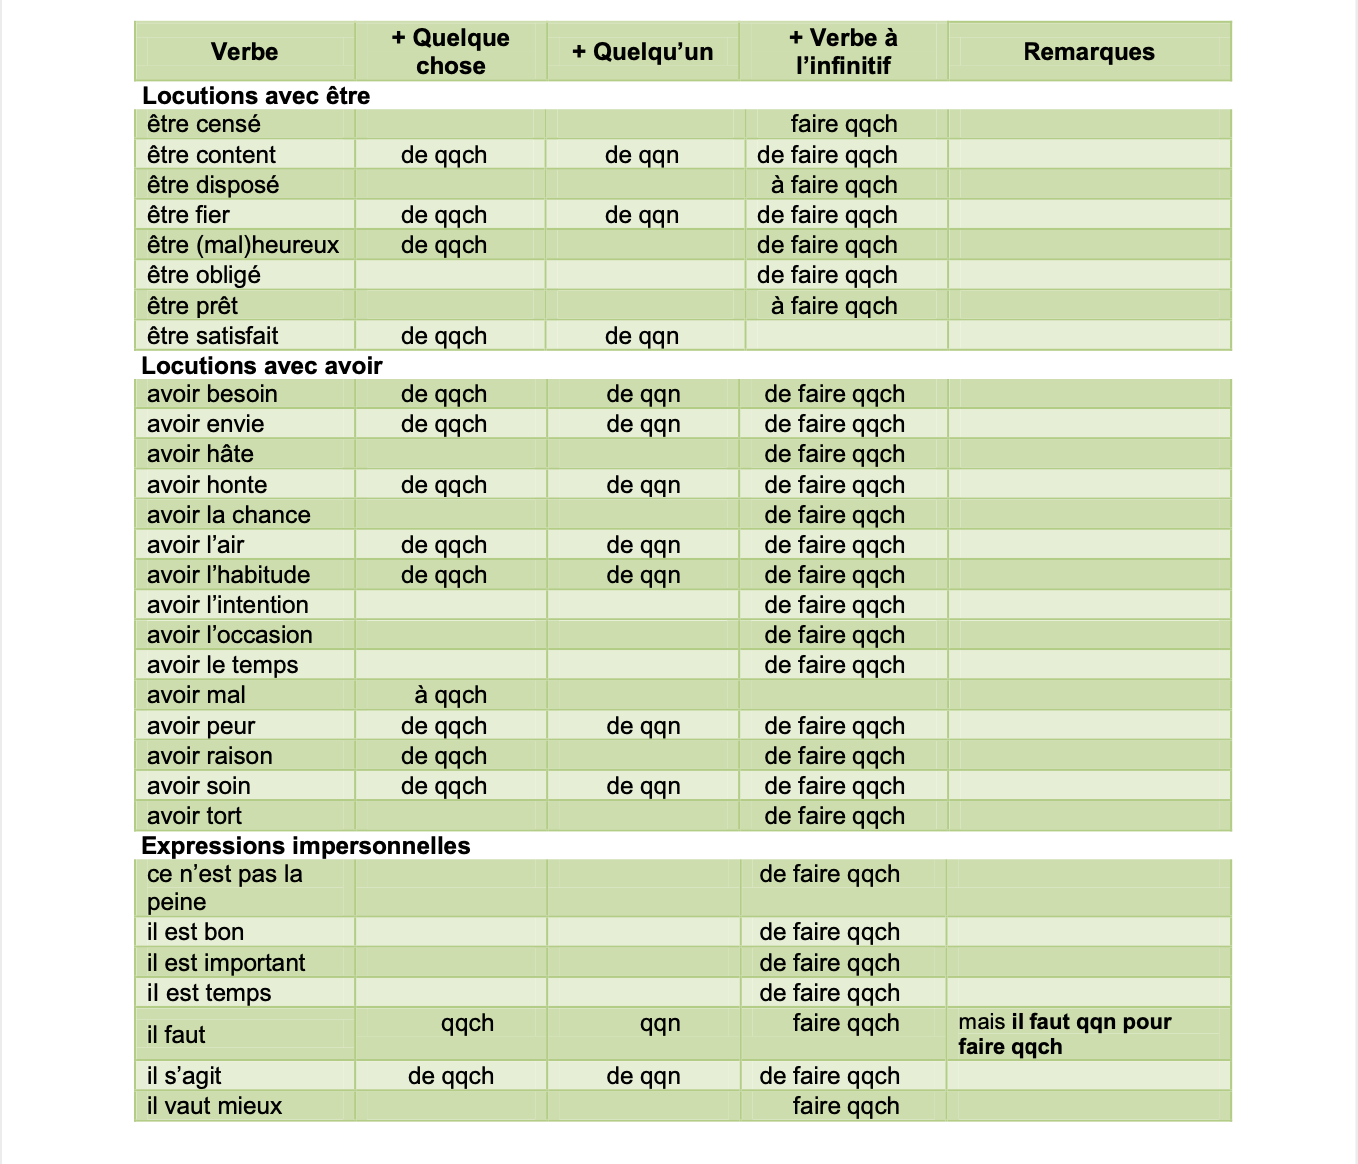 Verbe + Quelque chose + Quelqu’un + Verbe à l’infinitif Remarques
Locutions avec être
être censé faire qqch
être content de qqch de qqn de faire qqch
être disposé à faire qqch
être fier de qqch de qqn de faire qqch
être (mal)heureux de qqch de faire qqch
être obligé de faire qqch
être prêt à faire qqch
être satisfait de qqch de qqn
Locutions avec avoir
avoir besoin de qqch de qqn de faire qqch
avoir envie de qqch de qqn de faire qqch
avoir hâte de faire qqch
avoir honte de qqch de qqn de faire qqch
avoir la chance de faire qqch
avoir l’air de qqch de qqn de faire qqch
avoir l’habitude de qqch de qqn de faire qqch
avoir l’intention de faire qqch
avoir l’occasion de faire qqch
avoir le temps de faire qqch
avoir mal à qqch
avoir peur de qqch de qqn de faire qqch
avoir raison de qqch de faire qqch
avoir soin de qqch de qqn de faire qqch
avoir tort de faire qqch
Expressions impersonnelles
ce n’est pas la peine de faire qqch
il est bon de faire qqch
il est important de faire qqch
il est temps de faire qqch
il faut qqch qqn faire qqch mais il faut qqn pour faire qqch
il s’agit de qqch de qqn de faire qqch
il vaut mieux faire qqch